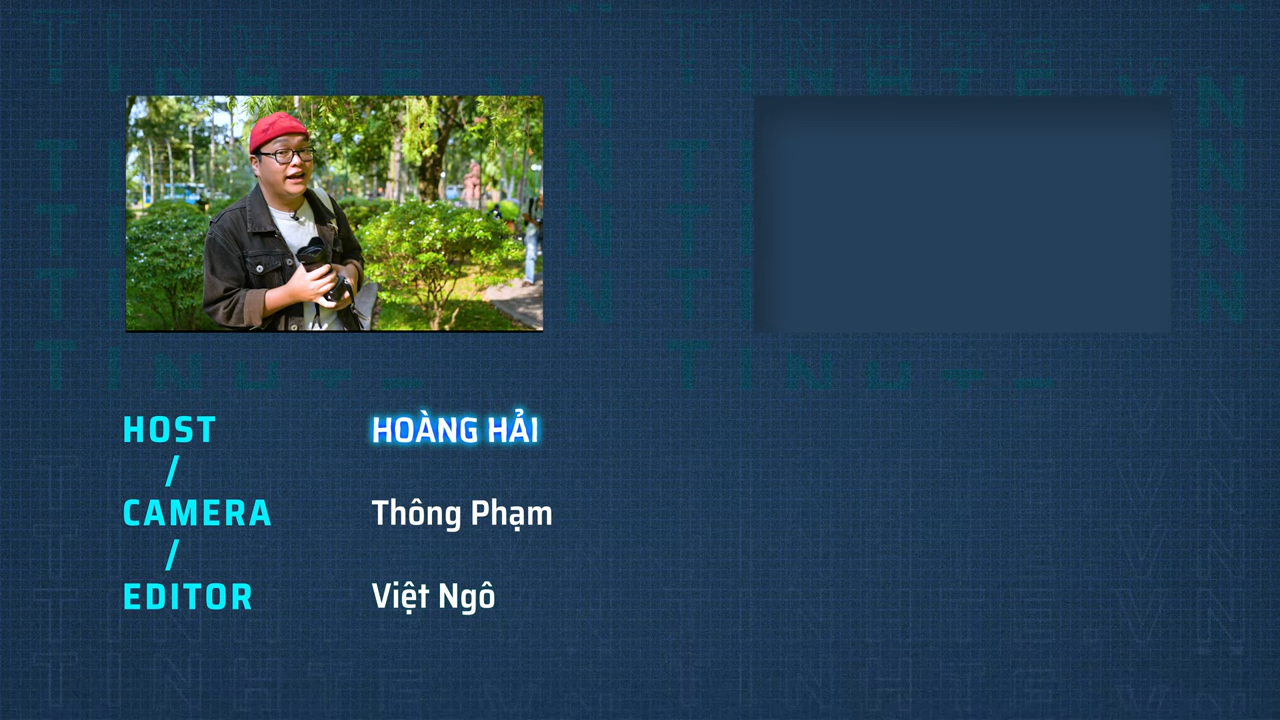 HOST HOÀNG HẢI
/
CAMERA Thông Phạm
/
EDITOR Việt Ngô